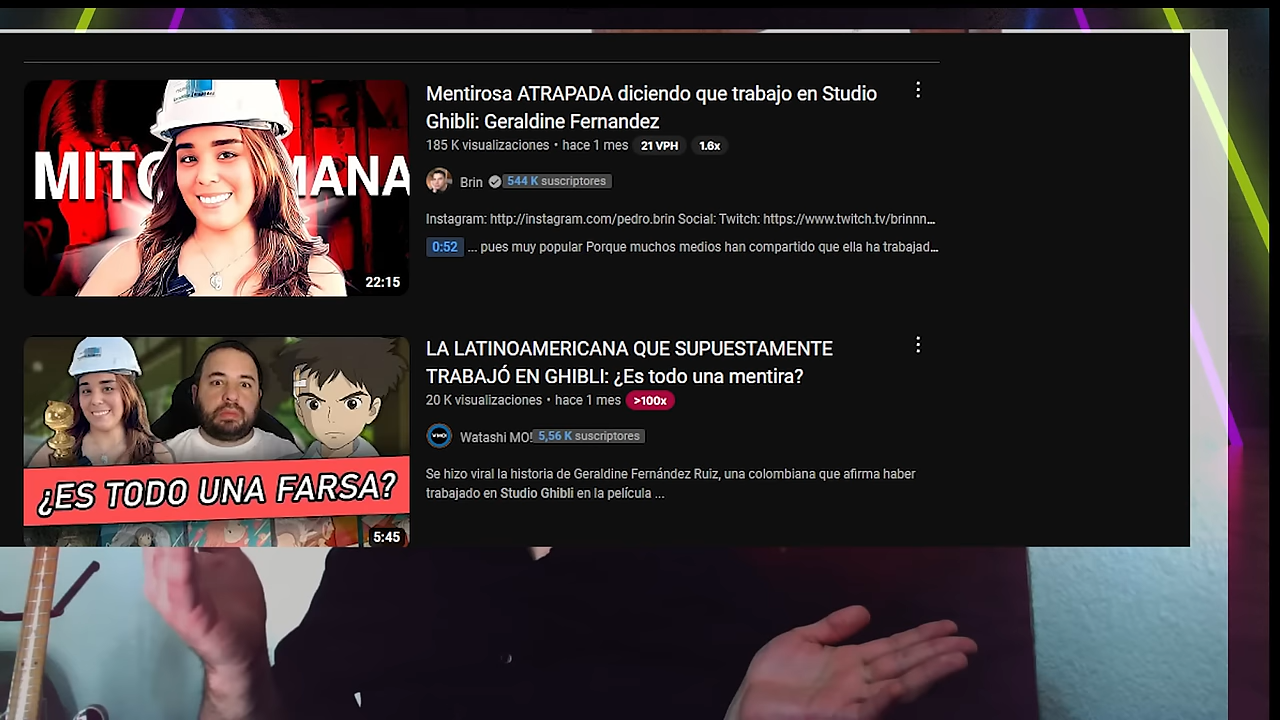 MITO MANA
22:15
Mentirosa ATRAPADA diciendo que trabajo en Studio
Ghibli: Geraldine Fernandez
185 K visualizaciones • hace 1 mes 21 VPH 1.6x
Brin 544 K suscriptores
Instagram: http://instagram.com/pedro.brin Social: Twitch: https://www.twitch.tv/brinnn...
0:52 ... pues muy popular Porque muchos medios han compartido que ella ha trabajad...
¿ES TODO UNA FARSA?
5:45
LA LATINOAMERICANA QUE SUPUESTAMENTE
TRABAJÓ EN GHIBLI: ¿Es todo una mentira?
20 K visualizaciones • hace 1 mes >100x
Watashi MO! 5,56 K suscriptores
Se hizo viral la historia de Geraldine Fernández Ruiz, una colombiana que afirma haber
trabajado en Studio Ghibli en la película ...